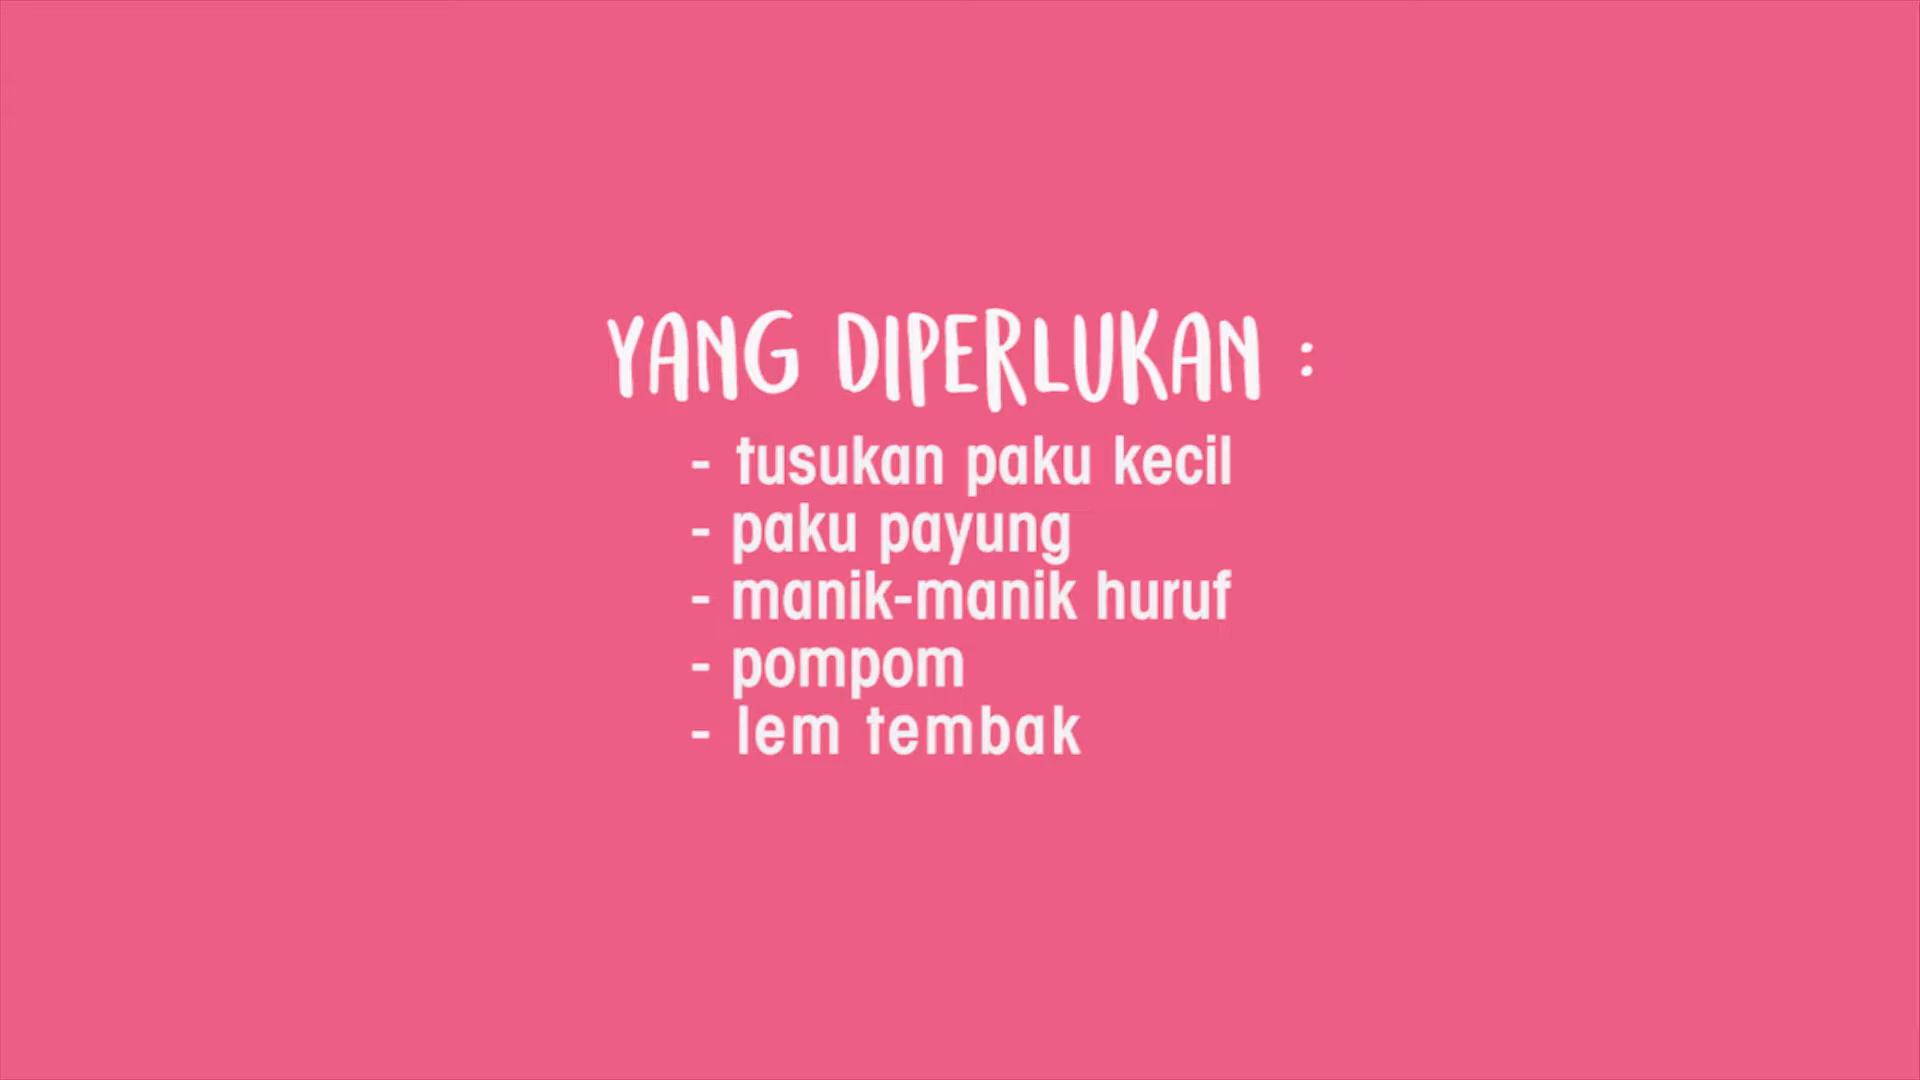 YANG DIPERLUKAN :
- tusukan paku kecil
- paku payung
- manik-manik huruf
- pompom
- lem tembak